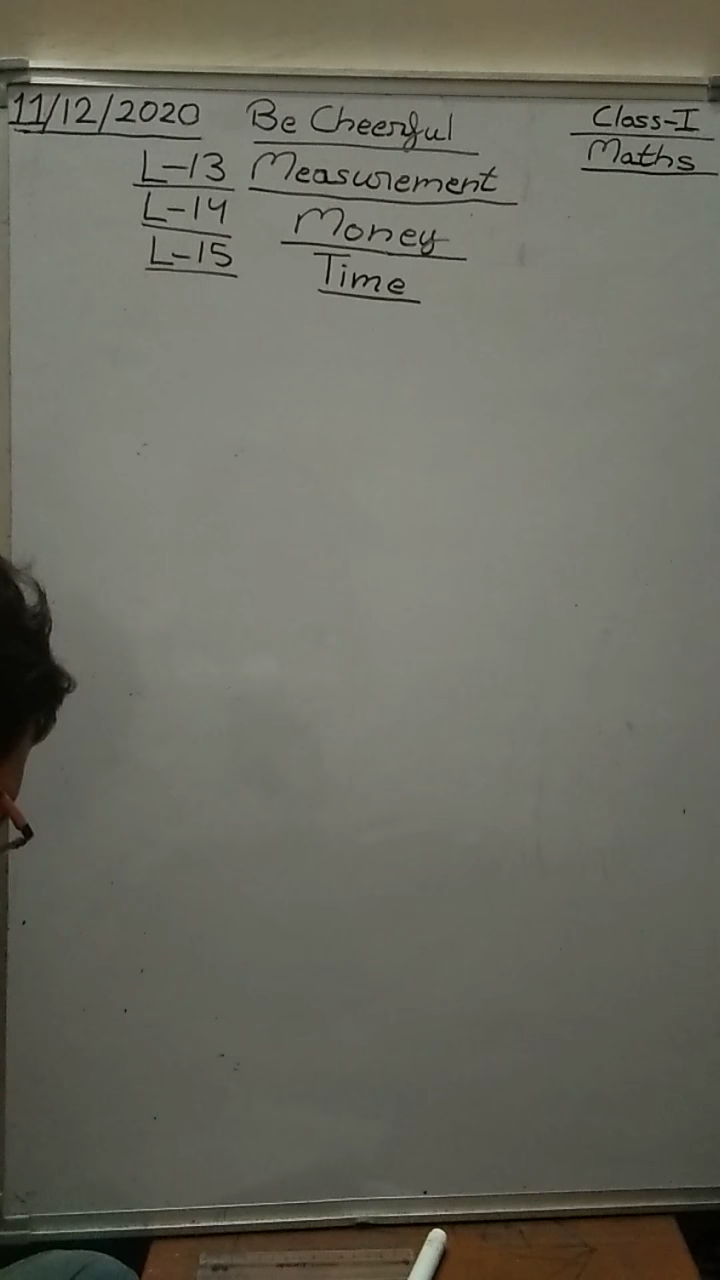 11/12/2020 Be Cheerful Class-I
Maths
L-13 Measurement
L-14 Money
L-15 Time